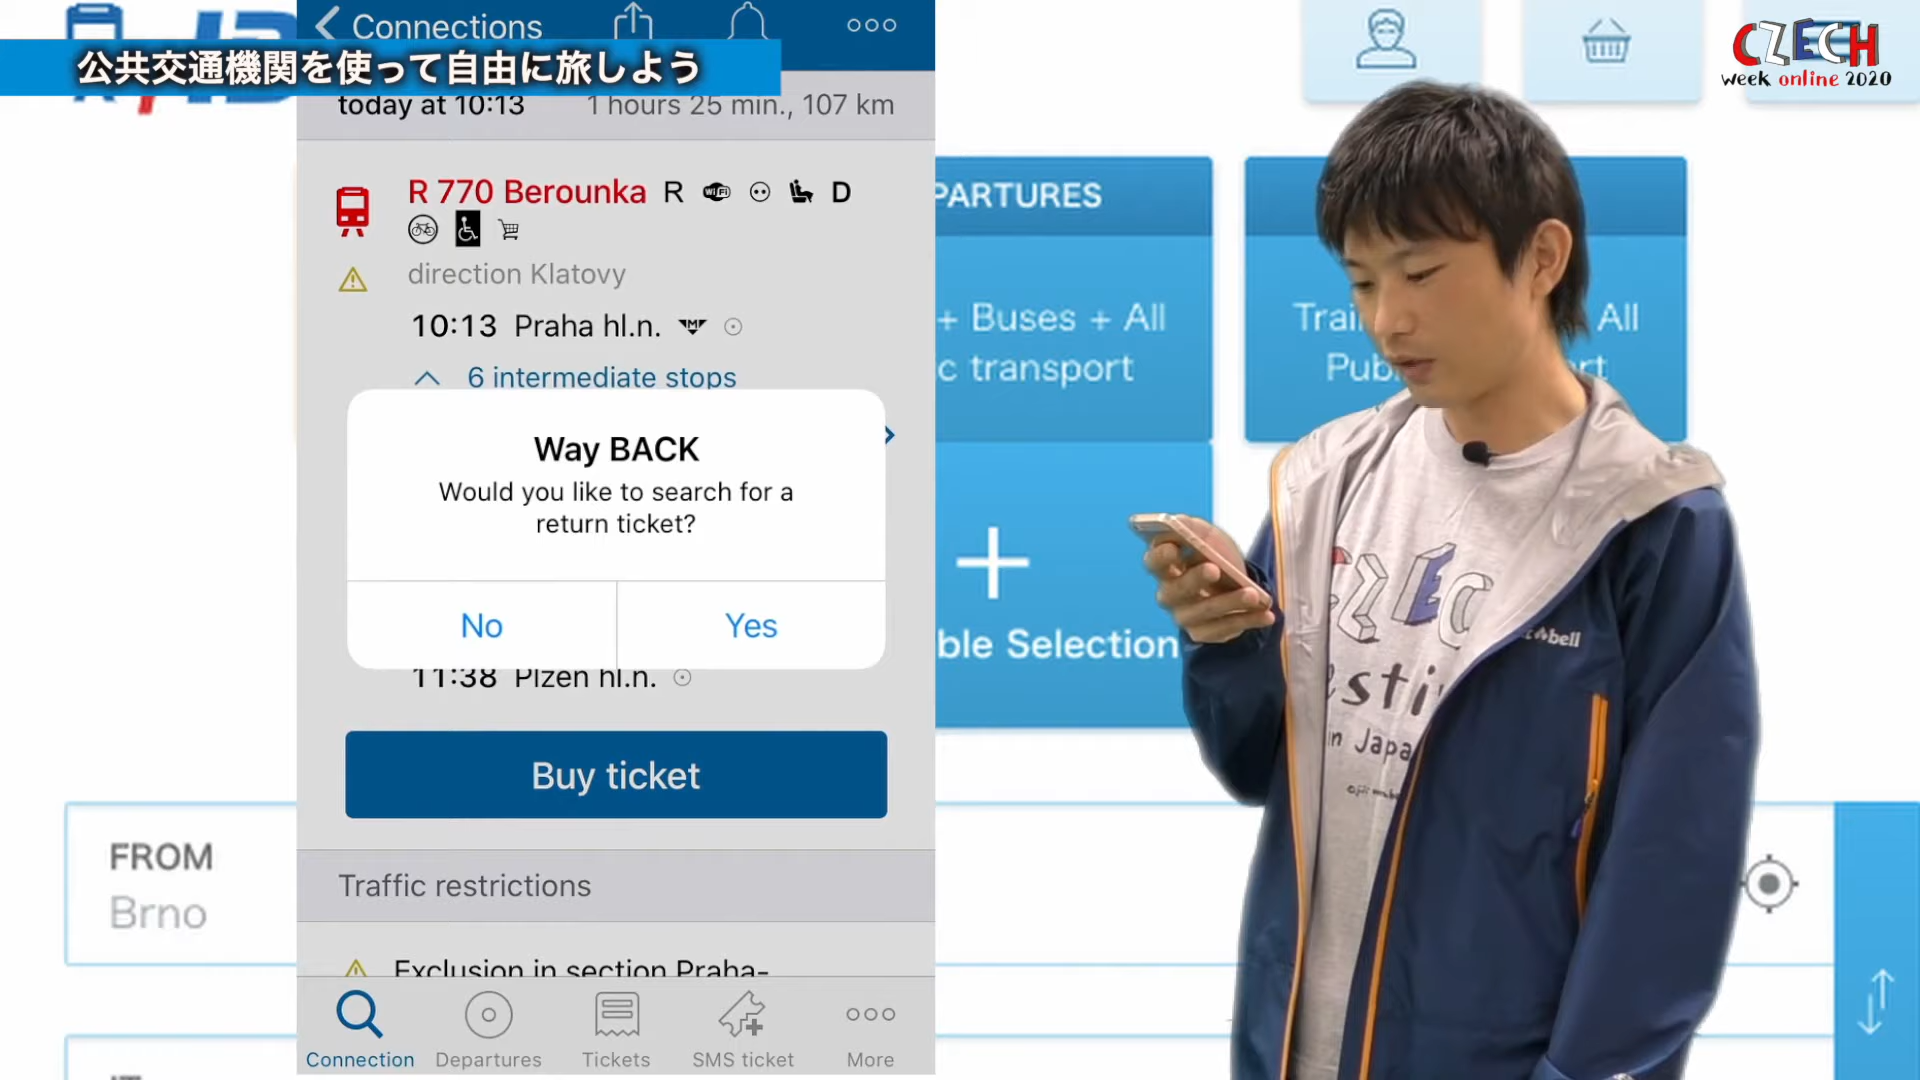 Connections
公共交通機関を使って自由に旅しよう
CZECH
week online 2020
today at 10:13
1 hours 25 min., 107 km
R 770 Berounka R WiFi D
direction Klatovy
10:13 Praha hl.n. M
6 intermediate stops
Way BACK
Would you like to search for a
return ticket?
No
Yes
11:38 Plzeň hl.n.
Buy ticket
Traffic restrictions
Exclusion in section Praha-
Connection
Departures
Tickets
SMS ticket
More
PARTURES
+ Buses + All
c transport
All
ble Selection
FROM
Brno
in Japa